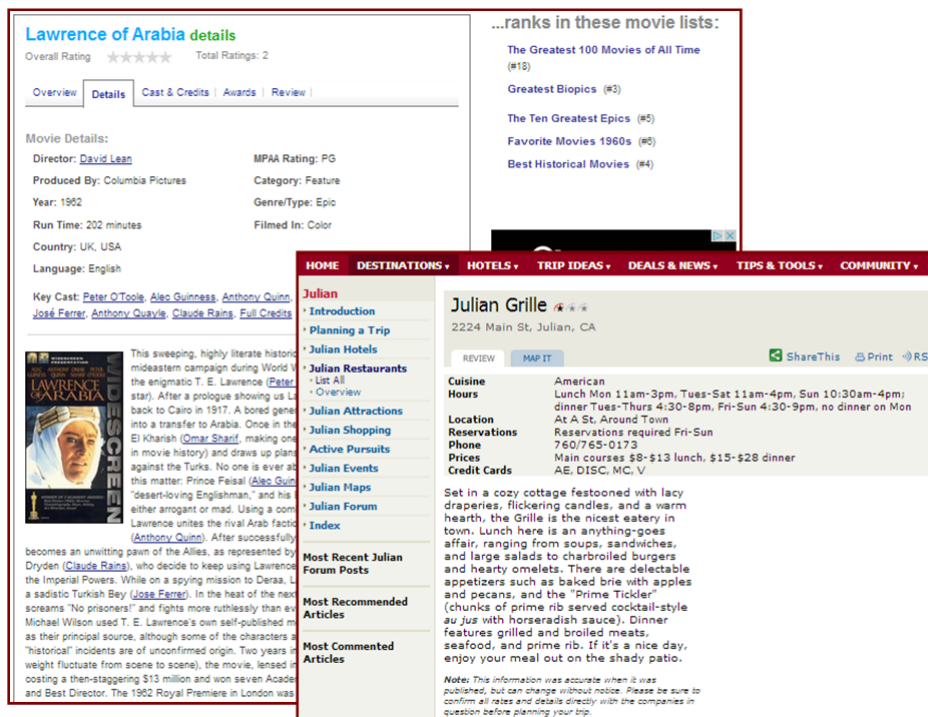 Lawrence of Arabia details
Overall Rating Total Ratings: 2
Overview Details Cast & Credits | Awards | Review |
Movie Details:
Director: David Lean MPAA Rating: PG
Produced By: Columbia Pictures Category: Feature
Year: 1962 Genre/Type: Epic
Run Time: 202 minutes Filmed In: Color
Country: UK, USA
Language: English
Key Cast: Peter O'Toole, Alec Guinness, Anthony Quinn,
José Ferrer, Anthony Quayle, Claude Rains, Full Credits
WIDESCREEN
ALEC ANTHONY OMAR PETER
LAWRENCE
OF ARABIA
WIDESCREEN
This sweeping, highly literate historic
mideastern campaign during World W
the enigmatic T. E. Lawrence (Peter
star). After a prologue showing us La
back to Cairo in 1917. A bored gener
into a transfer to Arabia. Once in the
El Kharish (Omar Sharif, making one
in movie history) and draws up plans
against the Turks. No one is ever ab
this matter: Prince Feisal (Alec Guin
"desert-loving Englishman," and his
either arrogant or mad. Using a com
Lawrence unites the rival Arab factio
(Anthony Quinn). After successfully
becomes an unwitting pawn of the Allies, as represented by
Dryden (Claude Rains), who decide to keep using Lawrence
the Imperial Powers. While on a spying mission to Deraa, L
a sadistic Turkish Bey (Jose Ferrer). In the heat of the next
screams "No prisoners!" and fights more ruthlessly than ev
Michael Wilson used T. E. Lawrence's own self-published m
as their principal source, although some of the characters a
"historical" incidents are of unconfirmed origin. Two years in
weight fluctuate from scene to scene), the movie, lensed in
costing a then-staggering $13 million and won seven Acade
and Best Director. The 1962 Royal Premiere in London was
...ranks in these movie lists:
The Greatest 100 Movies of All Time
(#18)
Greatest Biopics (#3)
The Ten Greatest Epics (#5)
Favorite Movies 1960s (#6)
Best Historical Movies (#4)
HOME DESTINATIONS HOTELS TRIP IDEAS DEALS & NEWS TIPS & TOOLS COMMUNITY
Julian
Introduction
Planning a Trip
Julian Hotels
Julian Restaurants
List All
Overview
Julian Attractions
Julian Shopping
Active Pursuits
Julian Events
Julian Maps
Julian Forum
Index
Most Recent Julian
Forum Posts
Most Recommended
Articles
Most Commented
Articles
Julian Grille
2224 Main St, Julian, CA
REVIEW MAP IT ShareThis Print RS
Cuisine American
Hours Lunch Mon 11am-3pm, Tues-Sat 11am-4pm, Sun 10:30am-4pm;
dinner Tues-Thurs 4:30-8pm, Fri-Sun 4:30-9pm, no dinner on Mon
Location At A St, Around Town
Reservations Reservations required Fri-Sun
Phone 760/765-0173
Prices Main courses $8-$13 lunch, $15-$28 dinner
Credit Cards AE, DISC, MC, V
Set in a cozy cottage festooned with lacy
draperies, flickering candles, and a warm
hearth, the Grille is the nicest eatery in
town. Lunch here is an anything-goes
affair, ranging from soups, sandwiches,
and large salads to charbroiled burgers
and hearty omelets. There are delectable
appetizers such as baked brie with apples
and pecans, and the "Prime Tickler"
(chunks of prime rib served cocktail-style
au jus with horseradish sauce). Dinner
features grilled and broiled meats,
seafood, and prime rib. If it's a nice day,
enjoy your meal out on the shady patio.
Note: This information was accurate when it was
published, but can change without notice. Please be sure to
confirm all rates and details directly with the companies in
question before planning your trip.